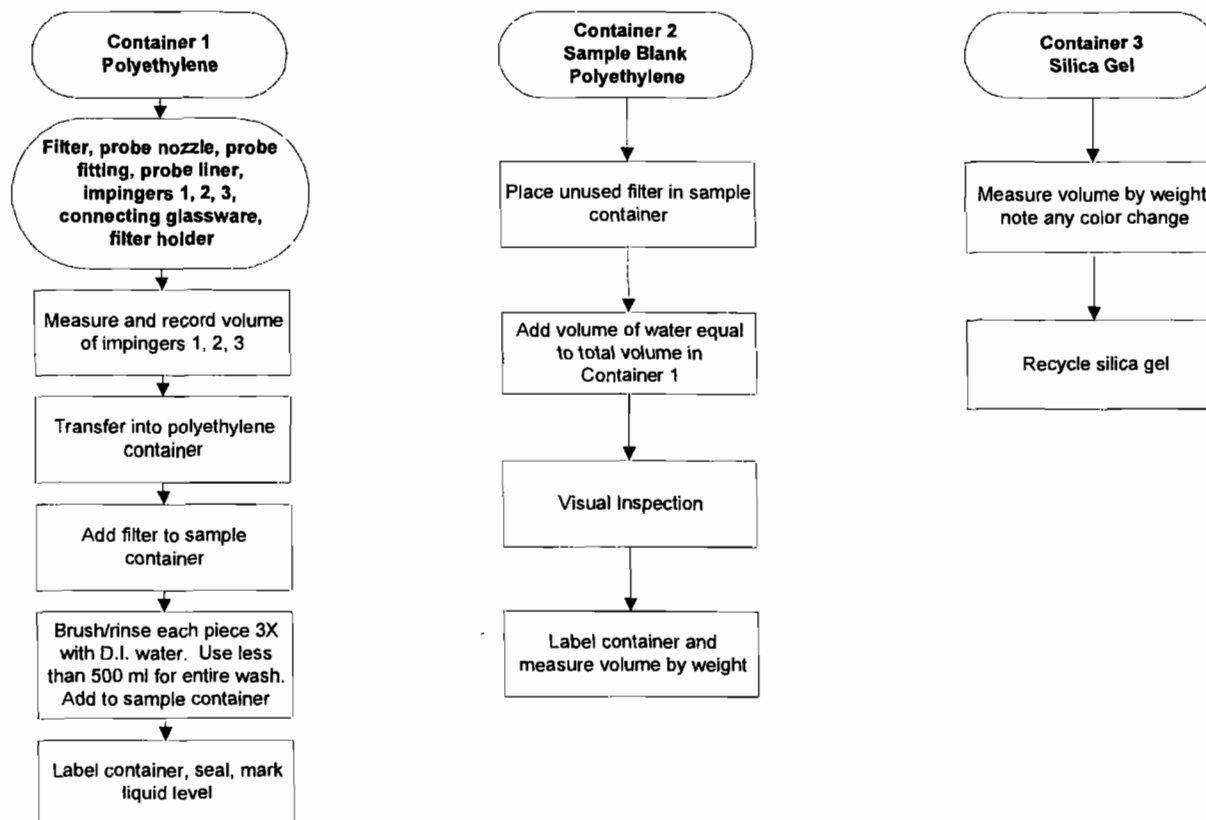 Container 1
Polyethylene
Filter, probe nozzle, probe
fitting, probe liner,
impingers 1, 2, 3,
connecting glassware,
filter holder
Measure and record volume
of impingers 1, 2, 3
Transfer into polyethylene
container
Add filter to sample
container
Brush/rinse each piece 3X
with D.I. water. Use less
than 500 ml for entire wash.
Add to sample container
Label container, seal, mark
liquid level
Container 2
Sample Blank
Polyethylene
Place unused filter in sample
container
Add volume of water equal
to total volume in
Container 1
Visual Inspection
Label container and
measure volume by weight
Container 3
Silica Gel
Measure volume by weight
note any color change
Recycle silica gel